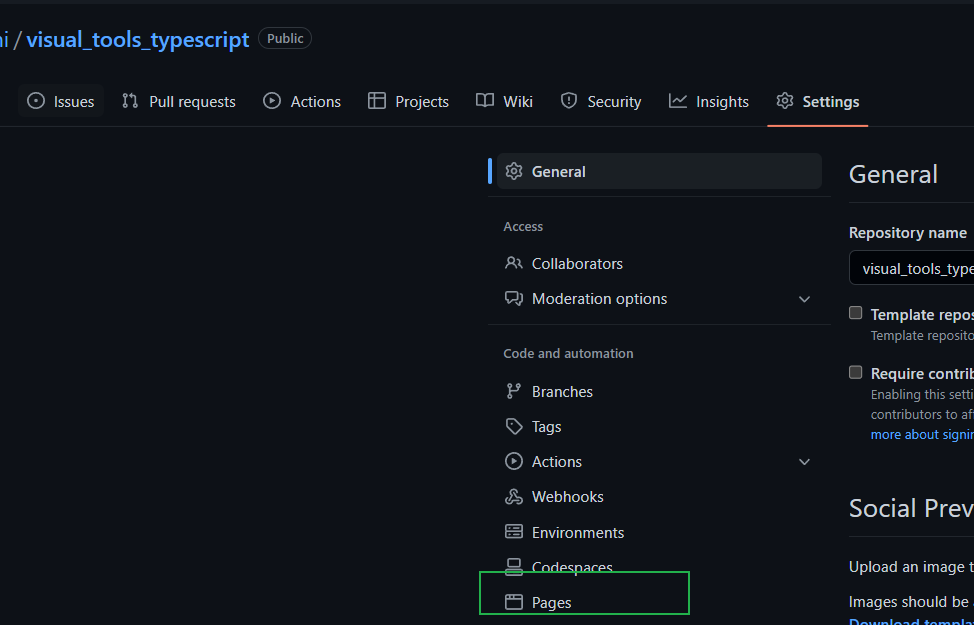 / visual_tools_typescript Public
Issues Pull requests Actions Projects Wiki Security Insights Settings
General
Access
Collaborators
Moderation options
Code and automation
Branches
Tags
Actions
Webhooks
Environments
Codespaces
Pages
General
Repository name
visual_tools_type
Template repos
Template reposito
Require contrib
Enabling this setti
contributors to aff
more about signin
Social Prev
Upload an image t
Images should be
Download templa